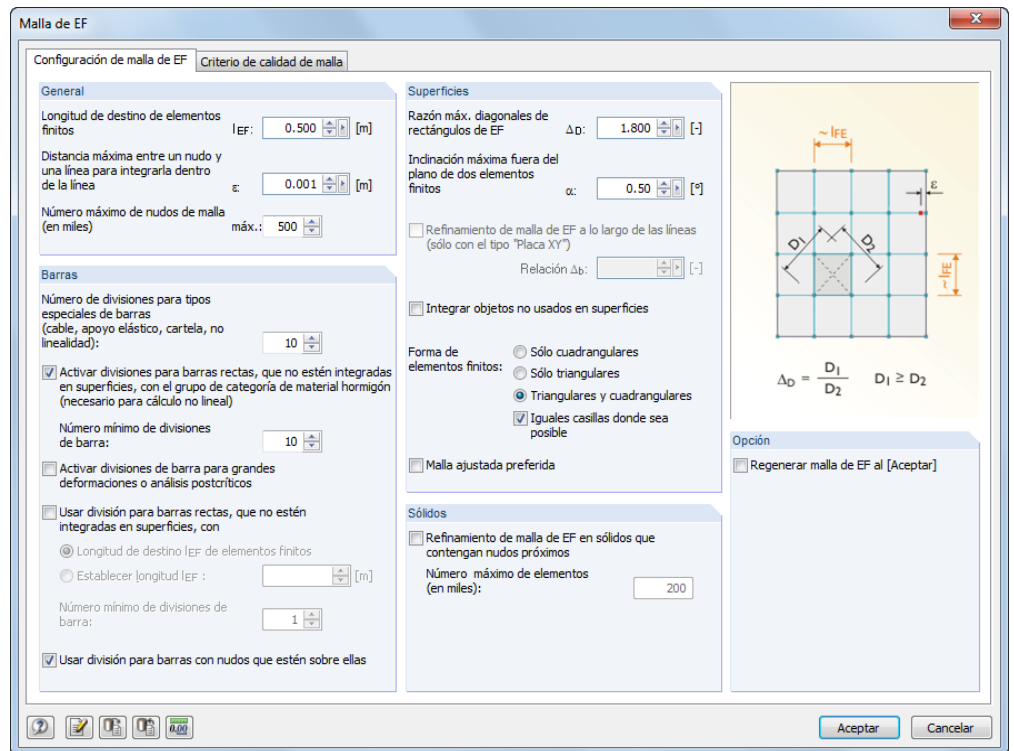 Malla de EF
Configuración de malla de EF
Criterio de calidad de malla
General
Longitud de destino de elementos
finitos
lEF: 0.500 [m]
Distancia máxima entre un nudo y
una línea para integrarla dentro
de la línea
ε: 0.001 [m]
Número máximo de nudos de malla
(en miles)
máx.: 500
Barras
Número de divisiones para tipos
especiales de barras
(cable, apoyo elástico, cartela, no
linealidad):
10
Activar divisiones para barras rectas, que no estén integradas
en superficies, con el grupo de categoría de material hormigón
(necesario para cálculo no lineal)
Número mínimo de divisiones
de barra:
10
Activar divisiones de barra para grandes
deformaciones o análisis postcríticos
Usar división para barras rectas, que no estén
integradas en superficies, con
Longitud de destino lEF de elementos finitos
Establecer longitud lEF : [m]
Número mínimo de divisiones de
barra:
1
Usar división para barras con nudos que estén sobre ellas
Superficies
Razón máx. diagonales de
rectángulos de EF
ΔD: 1.800 [-]
Inclinación máxima fuera del
plano de dos elementos
finitos
α: 0.50 [°]
Refinamiento de malla de EF a lo largo de las líneas
(sólo con el tipo "Placa XY")
Relación Δb: [-]
Integrar objetos no usados en superficies
Forma de
elementos finitos:
Sólo cuadrangulares
Sólo triangulares
Triangulares y cuadrangulares
Iguales casillas donde sea
posible
Malla ajustada preferida
Sólidos
Refinamiento de malla de EF en sólidos que
contengan nudos próximos
Número máximo de elementos
(en miles):
200
~ lFE
ε
D1
D2
~ lFE
ΔD = D1 / D2 D1 ≥ D2
Opción
Regenerar malla de EF al [Aceptar]
0.00
Aceptar
Cancelar